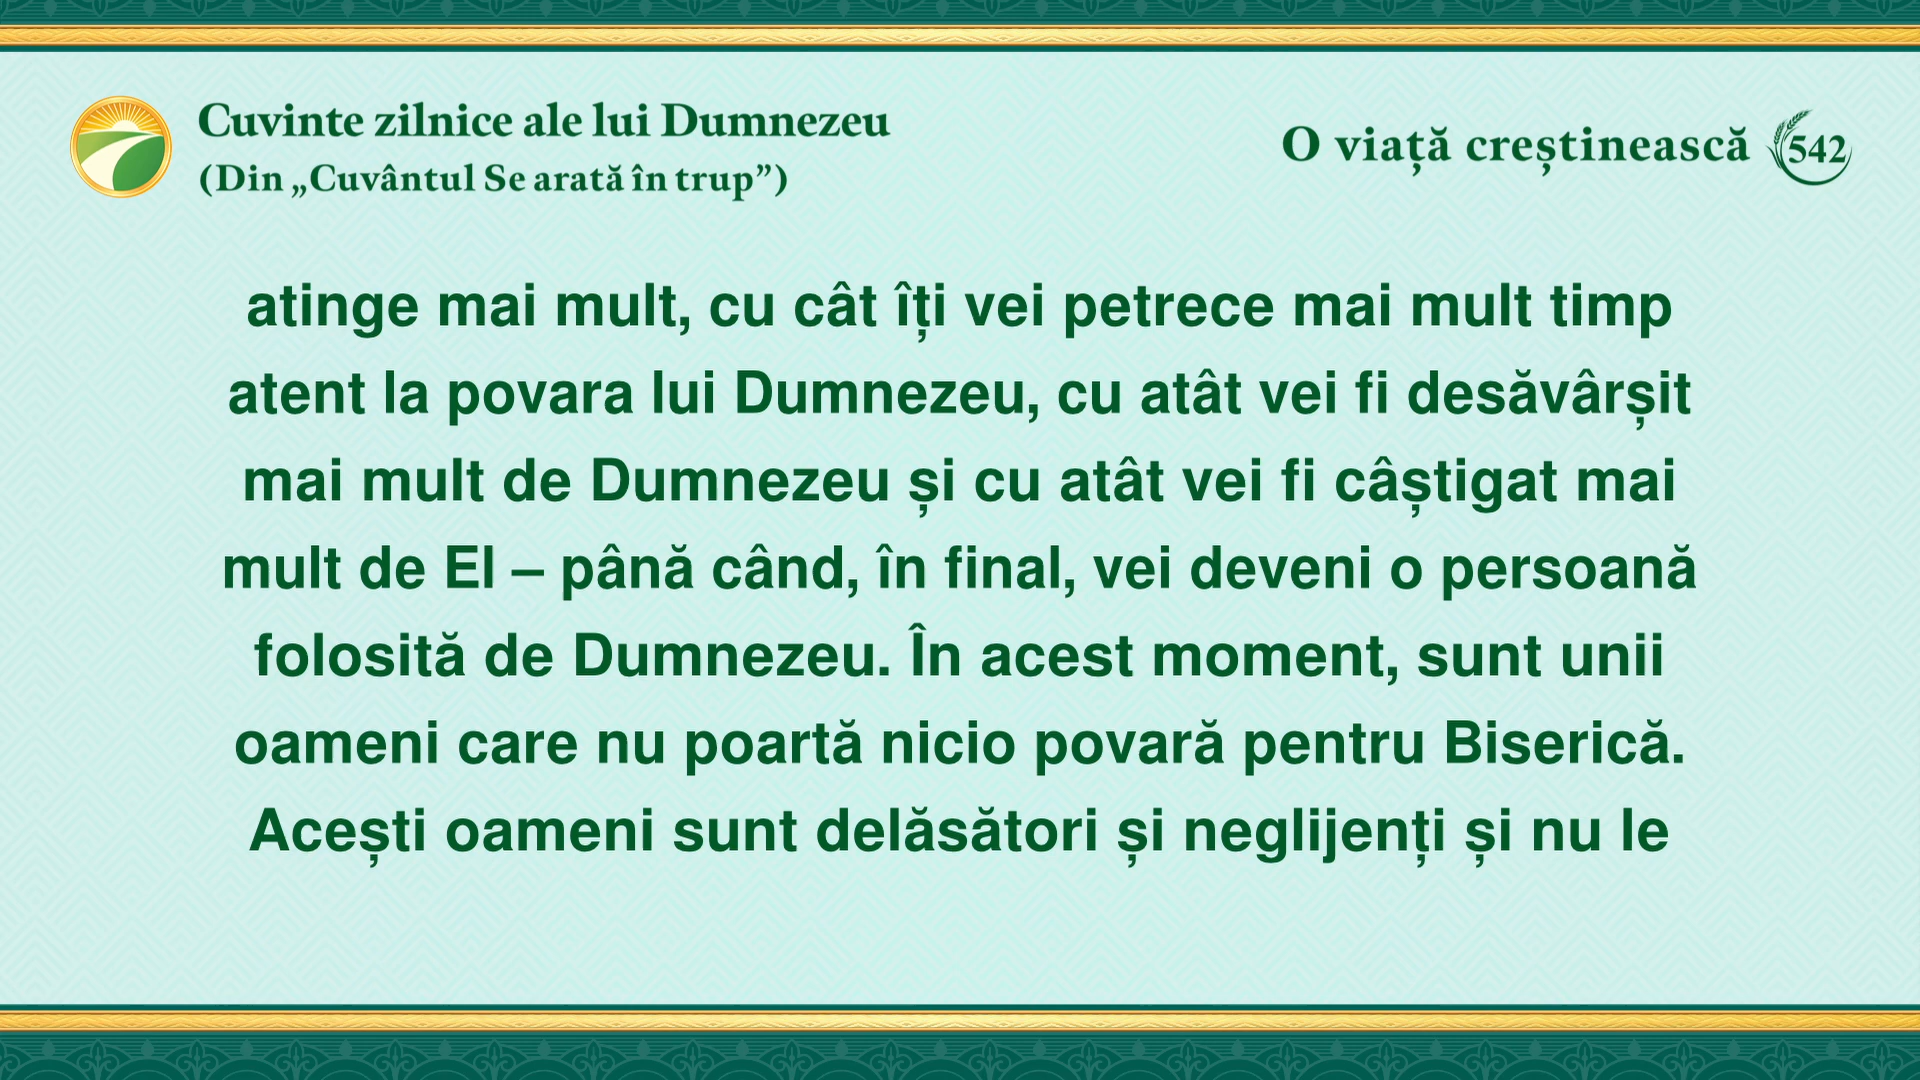 Cuvinte zilnice ale lui Dumnezeu
(Din „Cuvântul Se arată în trup”)
O viață creștinească 542
atinge mai mult, cu cât îți vei petrece mai mult timp
atent la povara lui Dumnezeu, cu atât vei fi desăvârșit
mai mult de Dumnezeu și cu atât vei fi câștigat mai
mult de El – până când, în final, vei deveni o persoană
folosită de Dumnezeu. În acest moment, sunt unii
oameni care nu poartă nicio povară pentru Biserică.
Acești oameni sunt delăsători și neglijenți și nu le